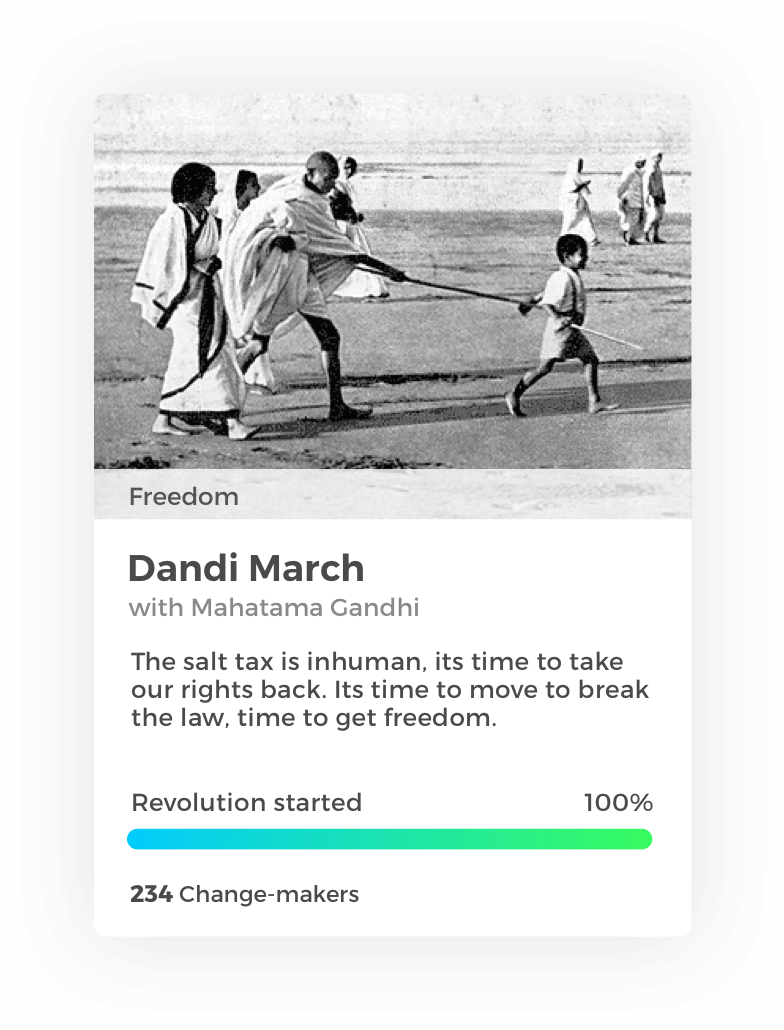 Freedom
Dandi March
with Mahatama Gandhi
The salt tax is inhuman, its time to take
our rights back. Its time to move to break
the law, time to get freedom.
Revolution started 100%
234 Change-makers